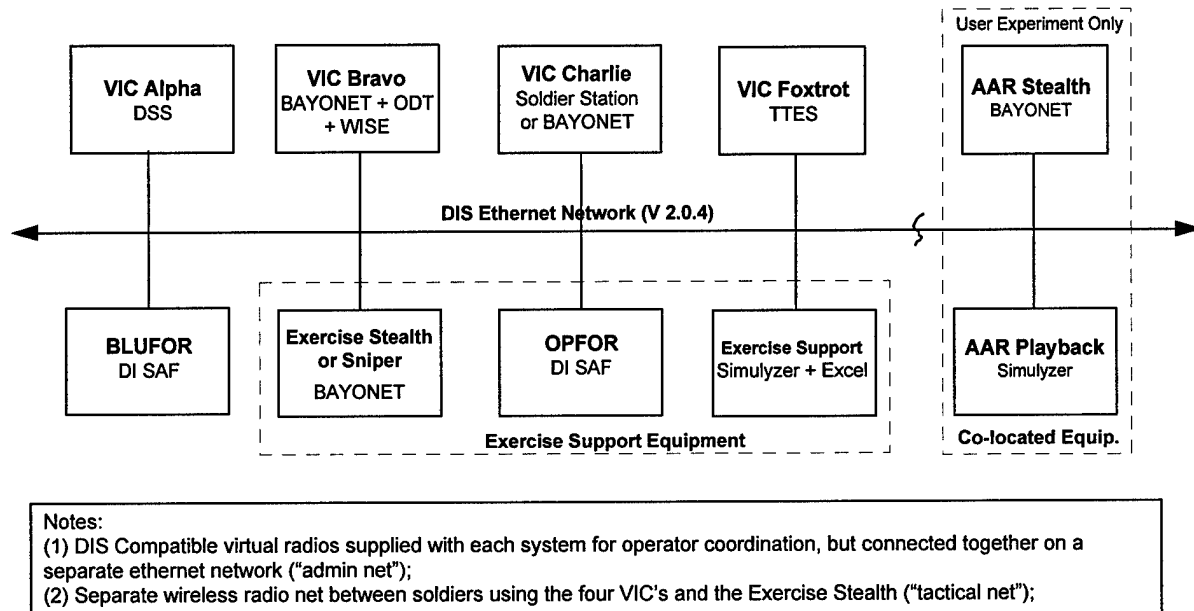 User Experiment Only
VIC Alpha
DSS
VIC Bravo
BAYONET + ODT
+ WISE
VIC Charlie
Soldier Station
or BAYONET
VIC Foxtrot
TTES
AAR Stealth
BAYONET
DIS Ethernet Network (V 2.0.4)
BLUFOR
DI SAF
Exercise Stealth
or Sniper
BAYONET
OPFOR
DI SAF
Exercise Support
Simulyzer + Excel
AAR Playback
Simulyzer
Exercise Support Equipment
Co-located Equip.
Notes:
(1) DIS Compatible virtual radios supplied with each system for operator coordination, but connected together on a
separate ethernet network ("admin net");
(2) Separate wireless radio net between soldiers using the four VIC's and the Exercise Stealth ("tactical net");